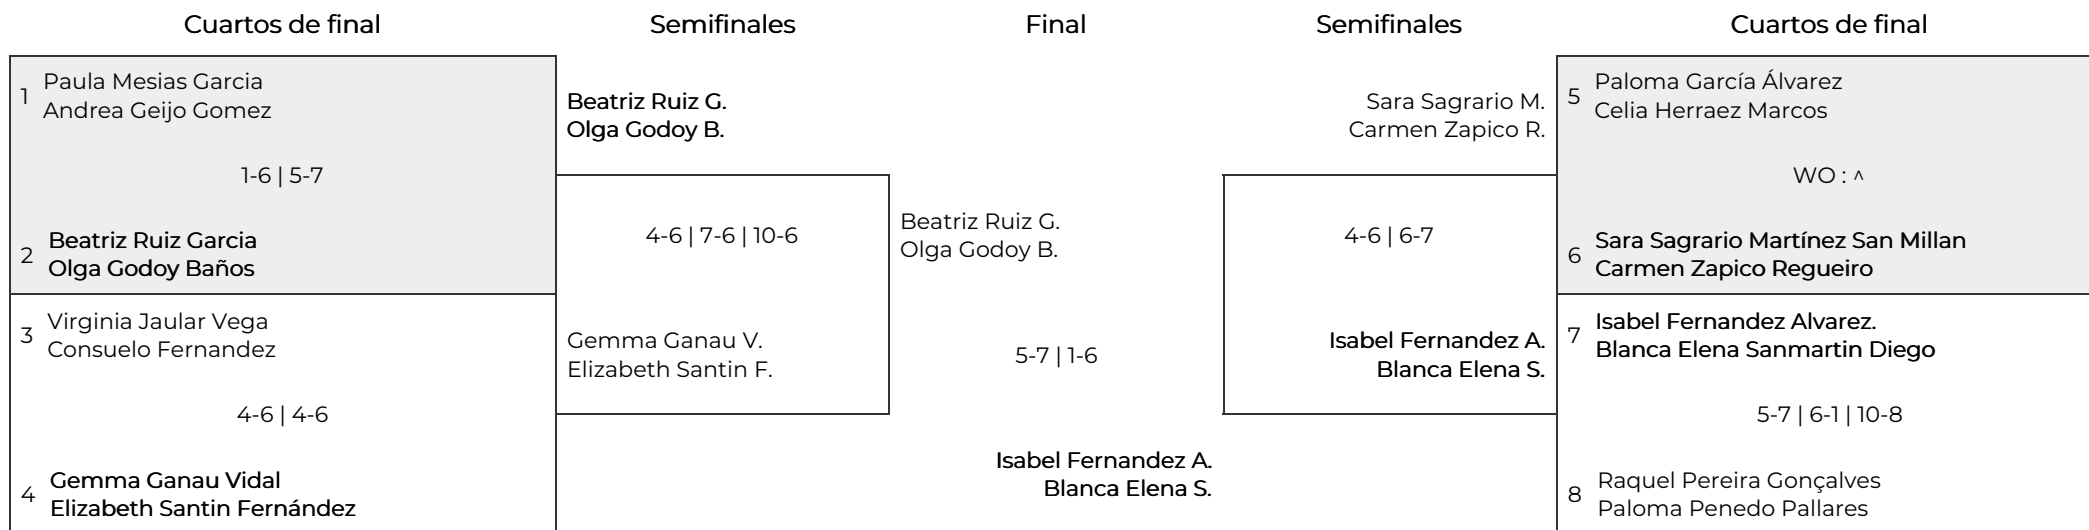 Cuartos de final
Semifinales
Final
Semifinales
Cuartos de final
1
Paula Mesias Garcia
Andrea Geijo Gomez
1-6 | 5-7
2
Beatriz Ruiz Garcia
Olga Godoy Baños
3
Virginia Jaular Vega
Consuelo Fernandez
4-6 | 4-6
4
Gemma Ganau Vidal
Elizabeth Santin Fernández
Beatriz Ruiz G.
Olga Godoy B.
4-6 | 7-6 | 10-6
Gemma Ganau V.
Elizabeth Santin F.
Beatriz Ruiz G.
Olga Godoy B.
5-7 | 1-6
Isabel Fernandez A.
Blanca Elena S.
Sara Sagrario M.
Carmen Zapico R.
4-6 | 6-7
Isabel Fernandez A.
Blanca Elena S.
5
Paloma García Álvarez
Celia Herraez Marcos
WO : ^
6
Sara Sagrario Martínez San Millan
Carmen Zapico Regueiro
7
Isabel Fernandez Alvarez.
Blanca Elena Sanmartin Diego
5-7 | 6-1 | 10-8
8
Raquel Pereira Gonçalves
Paloma Penedo Pallares